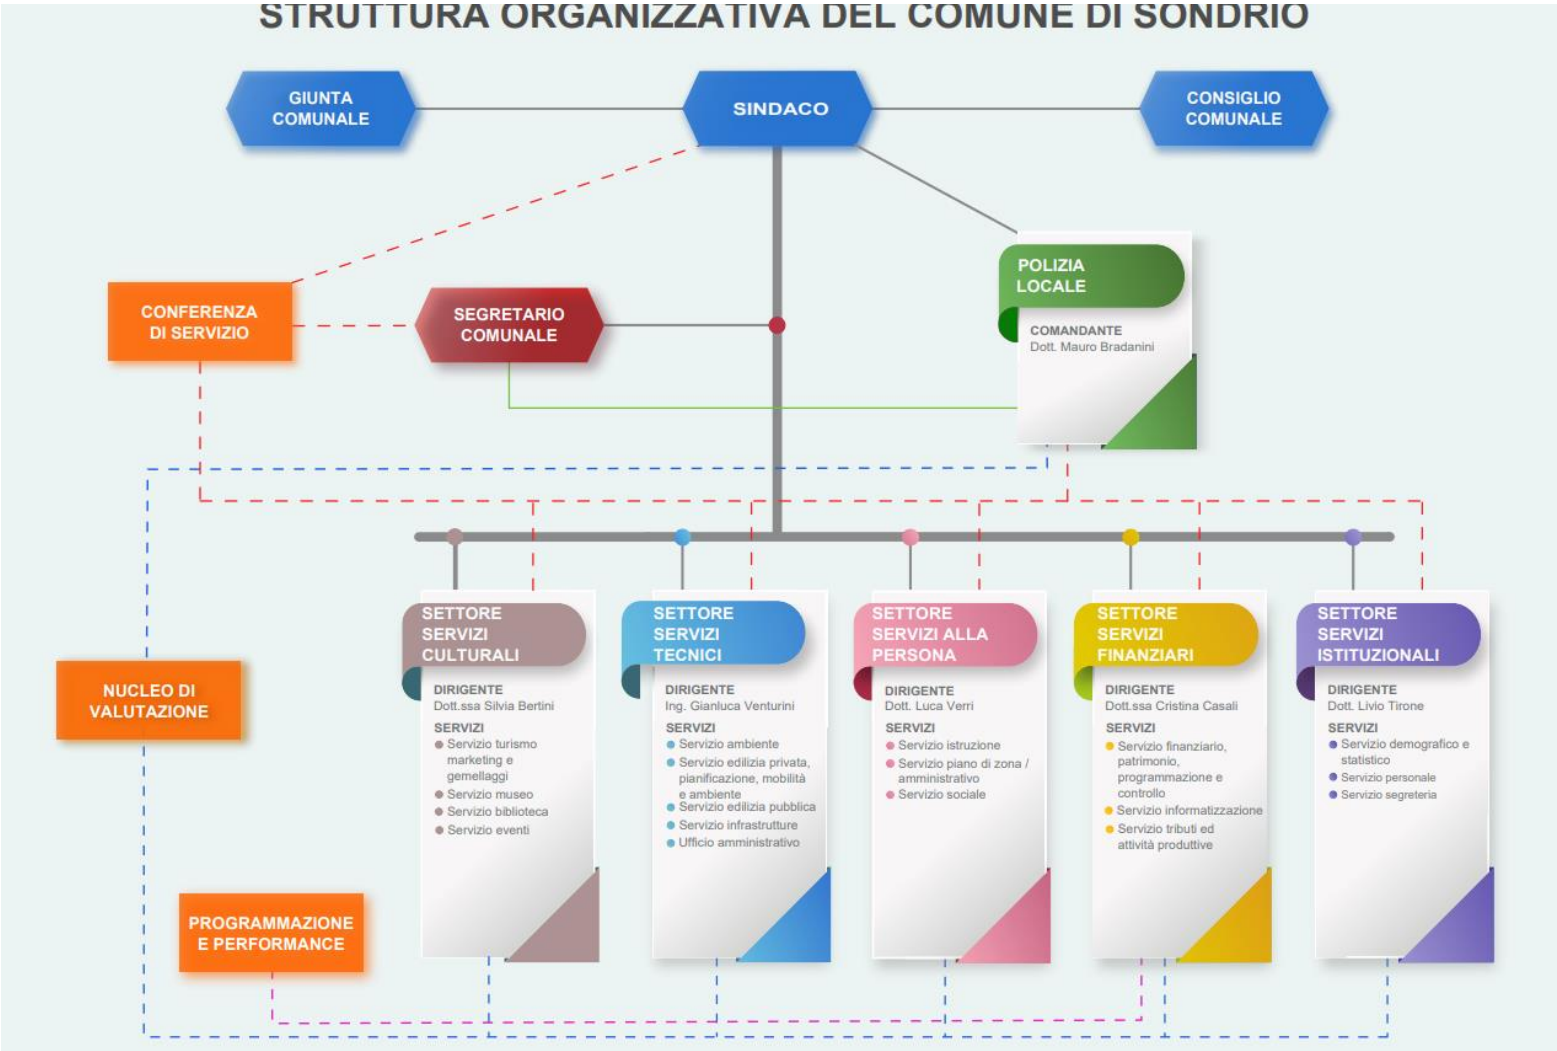 STRUTTURA ORGANIZZATIVA DEL COMUNE DI SONDRIO
GIUNTA
COMUNALE
SINDACO
CONSIGLIO
COMUNALE
POLIZIA
LOCALE
COMANDANTE
Dott. Mauro Bradanini
CONFERENZA
DI SERVIZIO
SEGRETARIO
COMUNALE
SETTORE
SERVIZI
CULTURALI
DIRIGENTE
Dott.ssa Silvia Bertini
SERVIZI
Servizio turismo
marketing e
gemellaggi
Servizio museo
Servizio biblioteca
Servizio eventi
SETTORE
SERVIZI
TECNICI
DIRIGENTE
Ing. Gianluca Venturini
SERVIZI
Servizio ambiente
Servizio edilizia privata,
pianificazione, mobilità
e ambiente
Servizio edilizia pubblica
Servizio infrastrutture
Ufficio amministrativo
SETTORE
SERVIZI ALLA
PERSONA
DIRIGENTE
Dott. Luca Verri
SERVIZI
Servizio istruzione
Servizio piano di zona /
amministrativo
Servizio sociale
SETTORE
SERVIZI
FINANZIARI
DIRIGENTE
Dott.ssa Cristina Casali
SERVIZI
Servizio finanziario,
patrimonio,
programmazione e
controllo
Servizio informatizzazione
Servizio tributi ed
attività produttive
SETTORE
SERVIZI
ISTITUZIONALI
DIRIGENTE
Dott. Livio Tirone
SERVIZI
Servizio demografico e
statistico
Servizio personale
Servizio segreteria
NUCLEO DI
VALUTAZIONE
PROGRAMMAZIONE
E PERFORMANCE